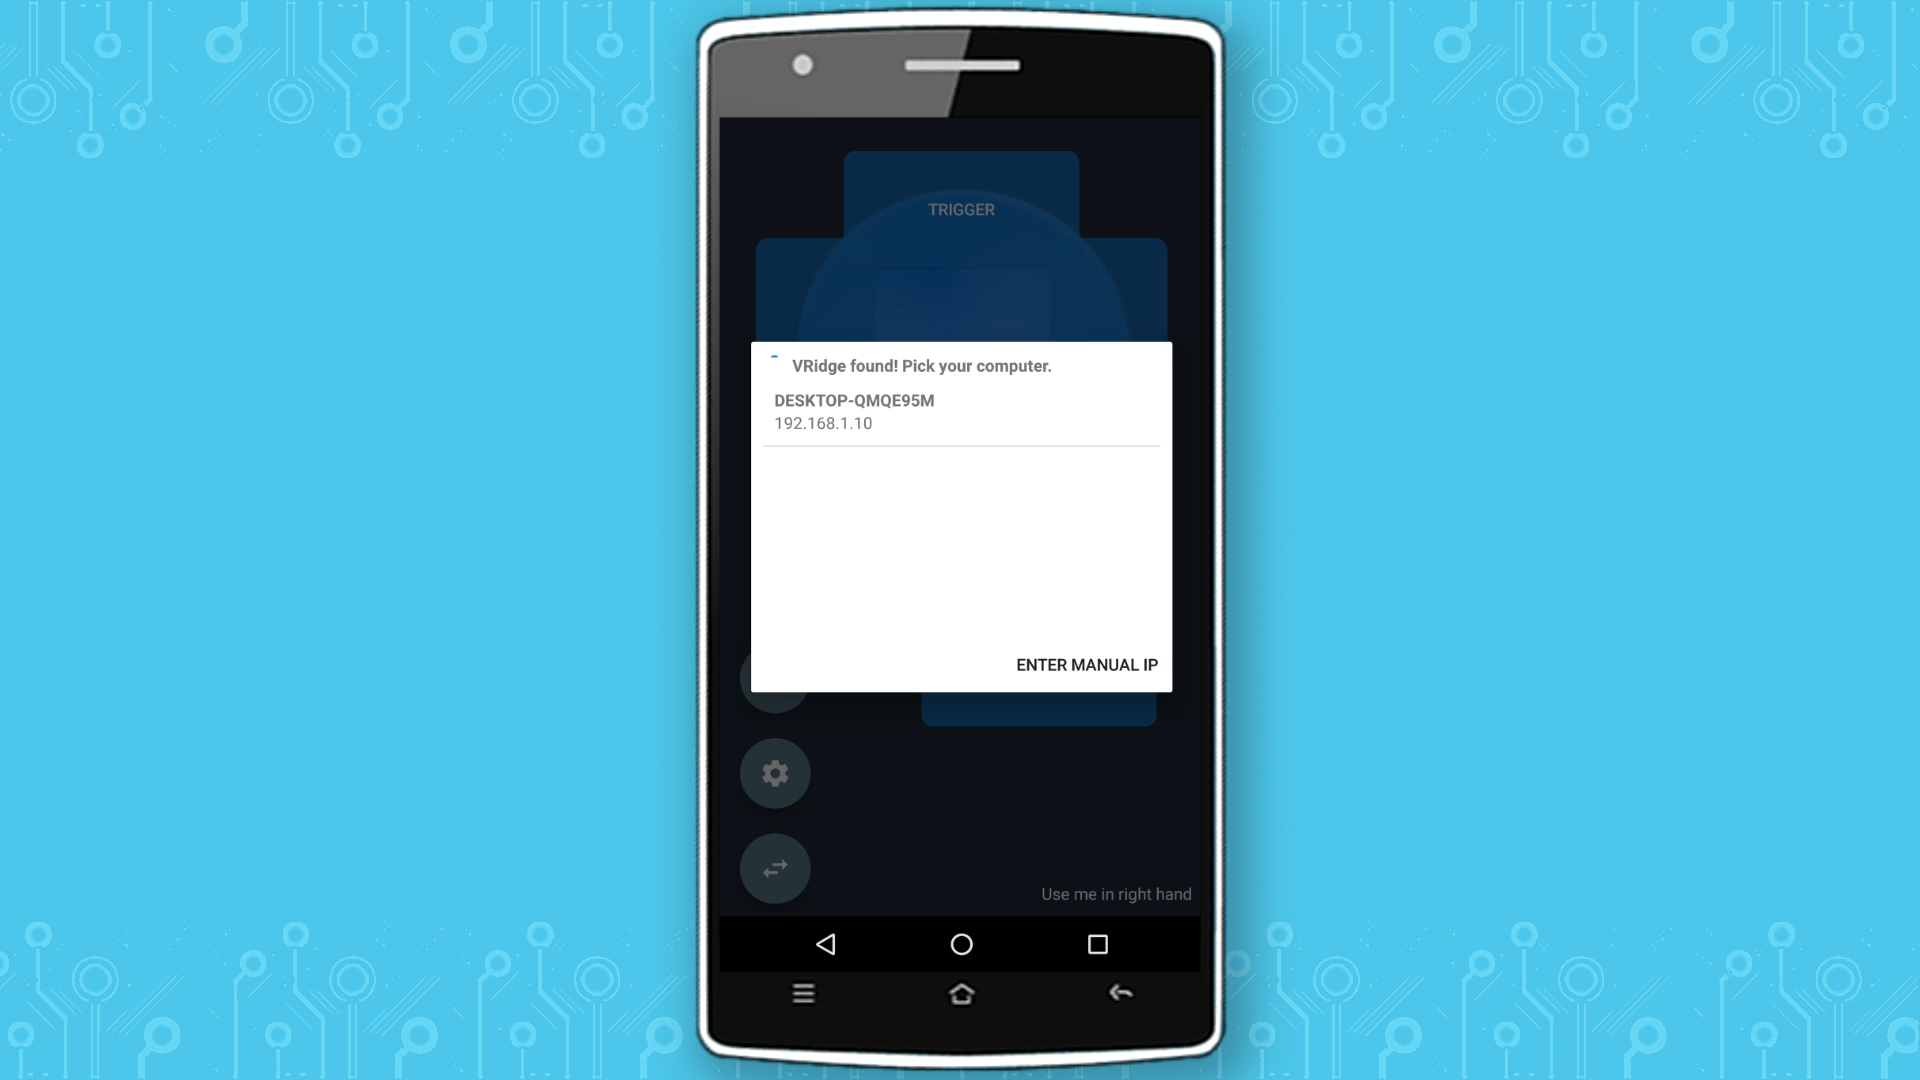 TRIGGER
VRidge found! Pick your computer.
DESKTOP-QMQE95M
192.168.1.10
ENTER MANUAL IP
Use me in right hand